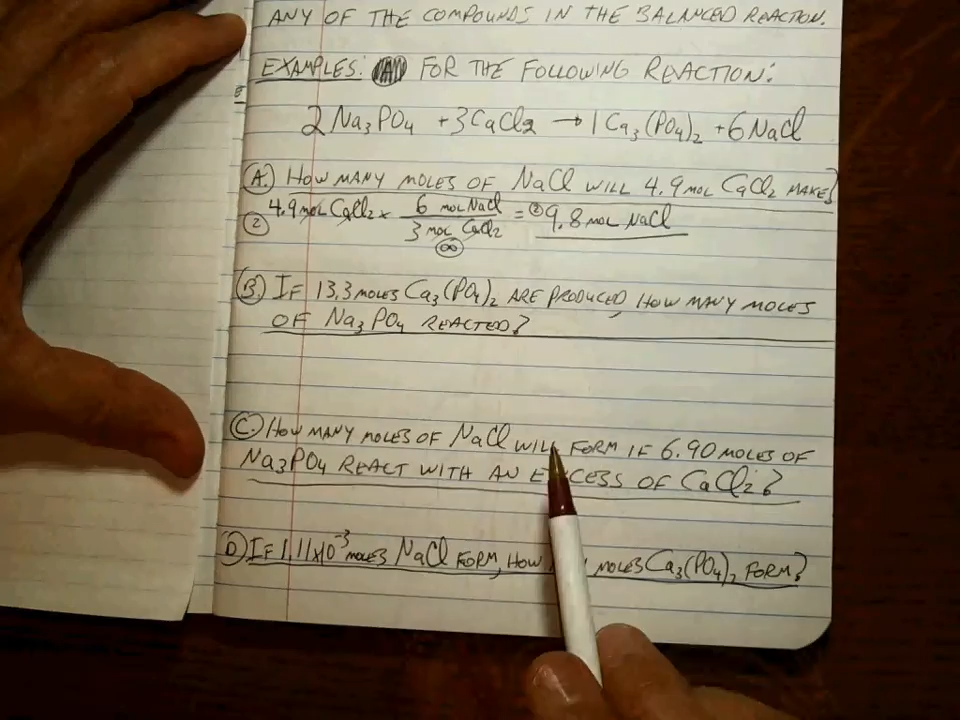 ANY OF THE COMPOUNDS IN THE BALANCED REACTION.
EXAMPLES: FOR THE FOLLOWING REACTION:
2 Na₃PO₄ + 3CaCl₂ → 1 Ca₃(PO₄)₂ + 6NaCl
(A.) HOW MANY MOLES OF NaCl WILL 4.9 MOL CaCl₂ MAKE?
4.9 MOL CaCl₂ × 6 MOL NaCl = ② 9.8 MOL NaCl
② 3 MOL CaCl₂
∞
(B.) IF 13.3 MOLES Ca₃(PO₄)₂ ARE PRODUCED, HOW MANY MOLES
OF Na₃PO₄ REACTED?
(C.) HOW MANY MOLES OF NaCl WILL FORM IF 6.90 MOLES OF
Na₃PO₄ REACT WITH AN EXCESS OF CaCl₂?
(D) IF 1.11×10⁻³ MOLES NaCl FORM, HOW MOLES Ca₃(PO₄)₂ FORM?